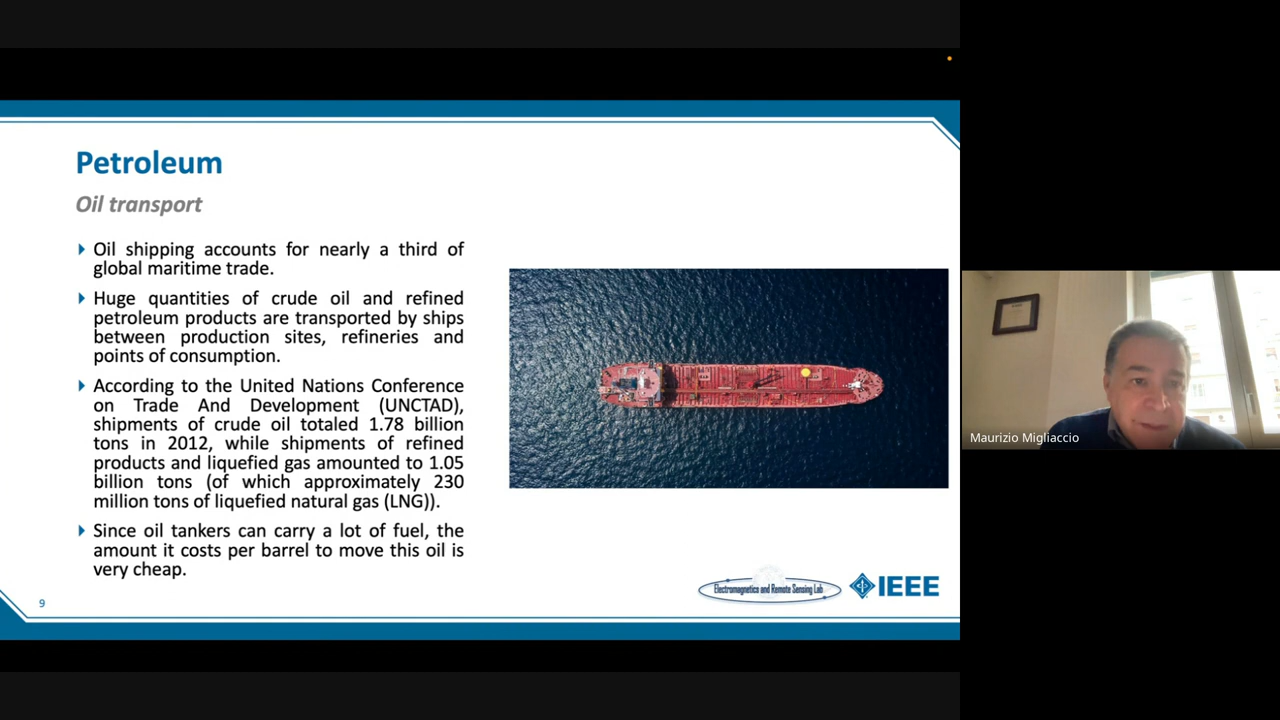 Petroleum
Oil transport
Oil shipping accounts for nearly a third of
global maritime trade.
Huge quantities of crude oil and refined
petroleum products are transported by ships
between production sites, refineries and
points of consumption.
According to the United Nations Conference
on Trade And Development (UNCTAD),
shipments of crude oil totaled 1.78 billion
tons in 2012, while shipments of refined
products and liquefied gas amounted to 1.05
billion tons (of which approximately 230
million tons of liquefied natural gas (LNG)).
Since oil tankers can carry a lot of fuel, the
amount it costs per barrel to move this oil is
very cheap.
9
Electromagnetics and Remote Sensing Lab
IEEE
Maurizio Migliaccio